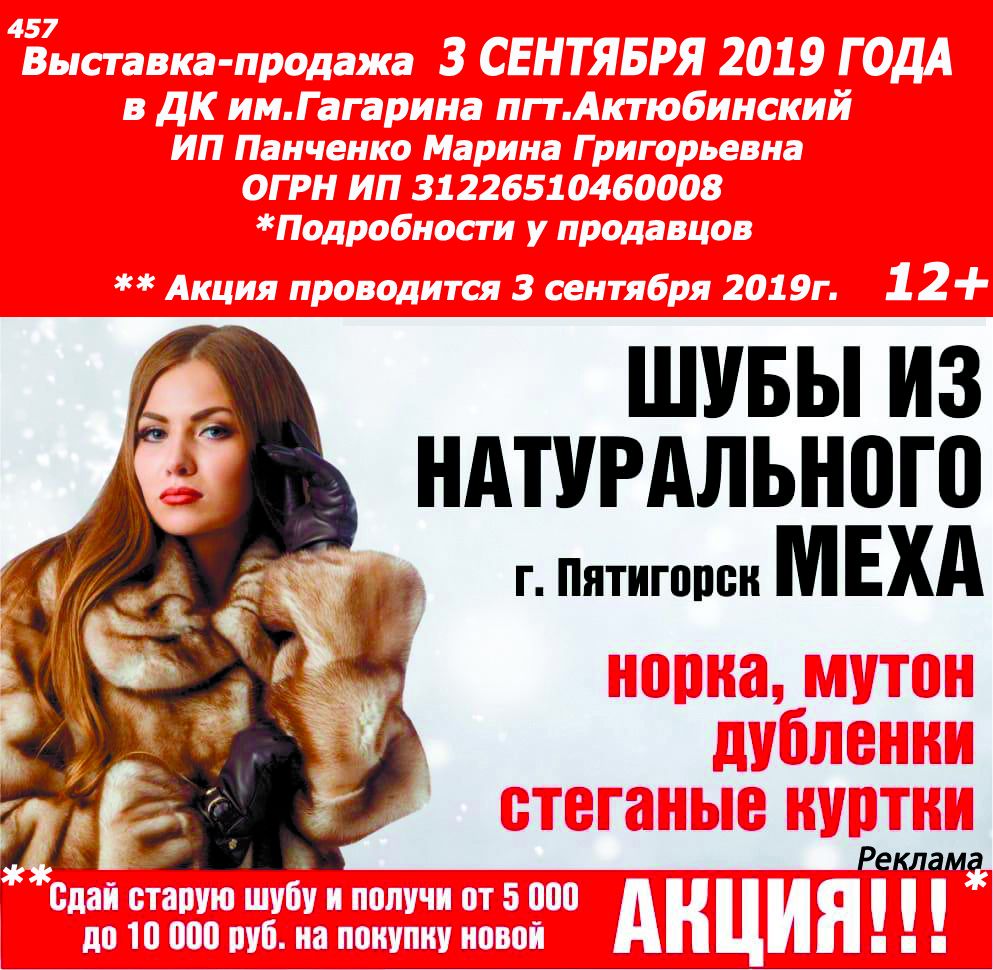 457
Выставка-продажа 3 СЕНТЯБРЯ 2019 ГОДА
в ДК им.Гагарина пгт.Актюбинский
ИП Панченко Марина Григорьевна
ОГРН ИП 31226510460008
*Подробности у продавцов
** Акция проводится 3 сентября 2019г. 12+
ШУБЫ ИЗ
НАТУРАЛЬНОГО
г. Пятигорск МЕХА
норка, мутон
дубленки
стеганые куртки
Реклама
**Сдай старую шубу и получи от 5 000
до 10 000 руб. на покупку новой
АКЦИЯ!!!*